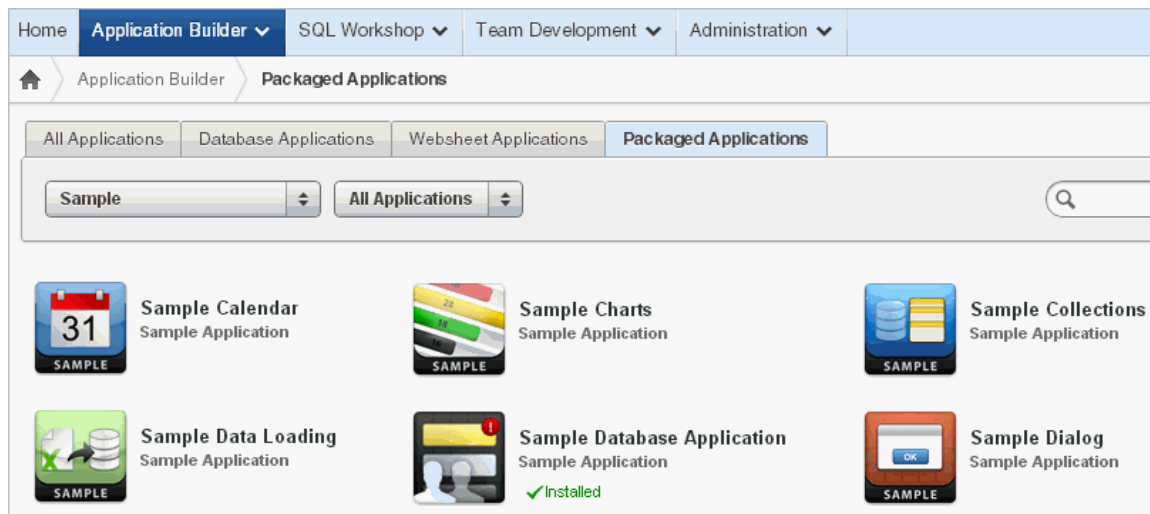 Home Application Builder SQL Workshop Team Development Administration
Application Builder Packaged Applications
All Applications Database Applications Websheet Applications Packaged Applications
Sample All Applications
31
SAMPLE
Sample Calendar
Sample Application
28
18
16
SAMPLE
Sample Charts
Sample Application
SAMPLE
Sample Collections
Sample Application
X
SAMPLE
Sample Data Loading
Sample Application
!
Sample Database Application
Sample Application
Installed
OK
SAMPLE
Sample Dialog
Sample Application